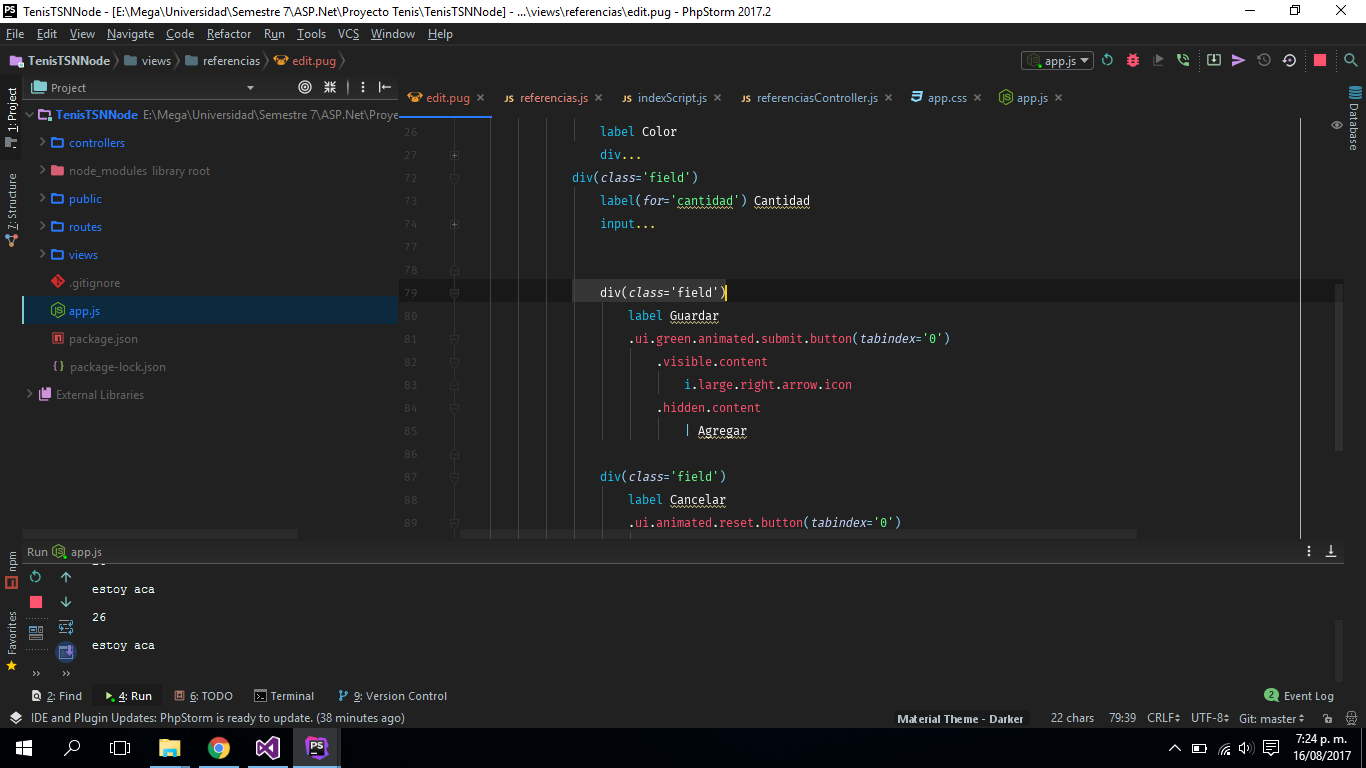 TenisTSNNode - [E:\Mega\Universidad\Semestre 7\ASP.Net\Proyecto Tenis\TenisTSNNode] - ...\views\referencias\edit.pug - PhpStorm 2017.2
File Edit View Navigate Code Refactor Run Tools VCS Window Help
TenisTSNNode views referencias edit.pug app.js
Project
edit.pug referencias.js indexScript.js referenciasController.js app.css app.js
1: Project
7: Structure
npm
Favorites
Database
TenisTSNNode E:\Mega\Universidad\Semestre 7\ASP.Net\Proye
controllers
node_modules library root
public
routes
views
.gitignore
app.js
package.json
package-lock.json
External Libraries
26 label Color
27 div...
72 div(class='field')
73 label(for='cantidad') Cantidad
74 input...
77
78
79 div(class='field')
80 label Guardar
81 .ui.green.animated.submit.button(tabindex='0')
82 .visible.content
83 i.large.right.arrow.icon
84 .hidden.content
85 | Agregar
86
87 div(class='field')
88 label Cancelar
89 .ui.animated.reset.button(tabindex='0')
Run app.js
estoy aca
26
estoy aca
2: Find 4: Run 6: TODO Terminal 9: Version Control 2 Event Log
IDE and Plugin Updates: PhpStorm is ready to update. (38 minutes ago) Material Theme - Darker 22 chars 79:39 CRLF UTF-8 Git: master
7:24 p. m.
16/08/2017